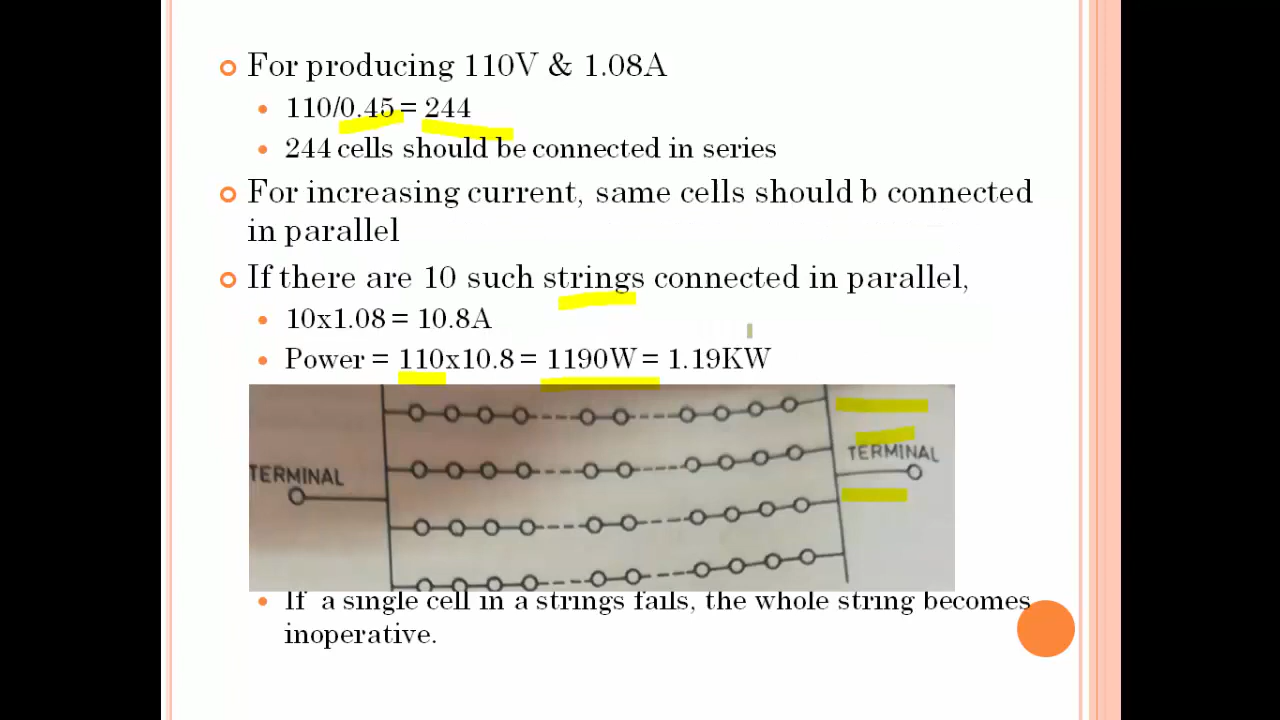 For producing 110V & 1.08A
110/0.45 = 244
244 cells should be connected in series
For increasing current, same cells should b connected
in parallel
If there are 10 such strings connected in parallel,
10x1.08 = 10.8A
Power = 110x10.8 = 1190W = 1.19KW
TERMINAL
TERMINAL
If a single cell in a strings fails, the whole string becomes
inoperative.